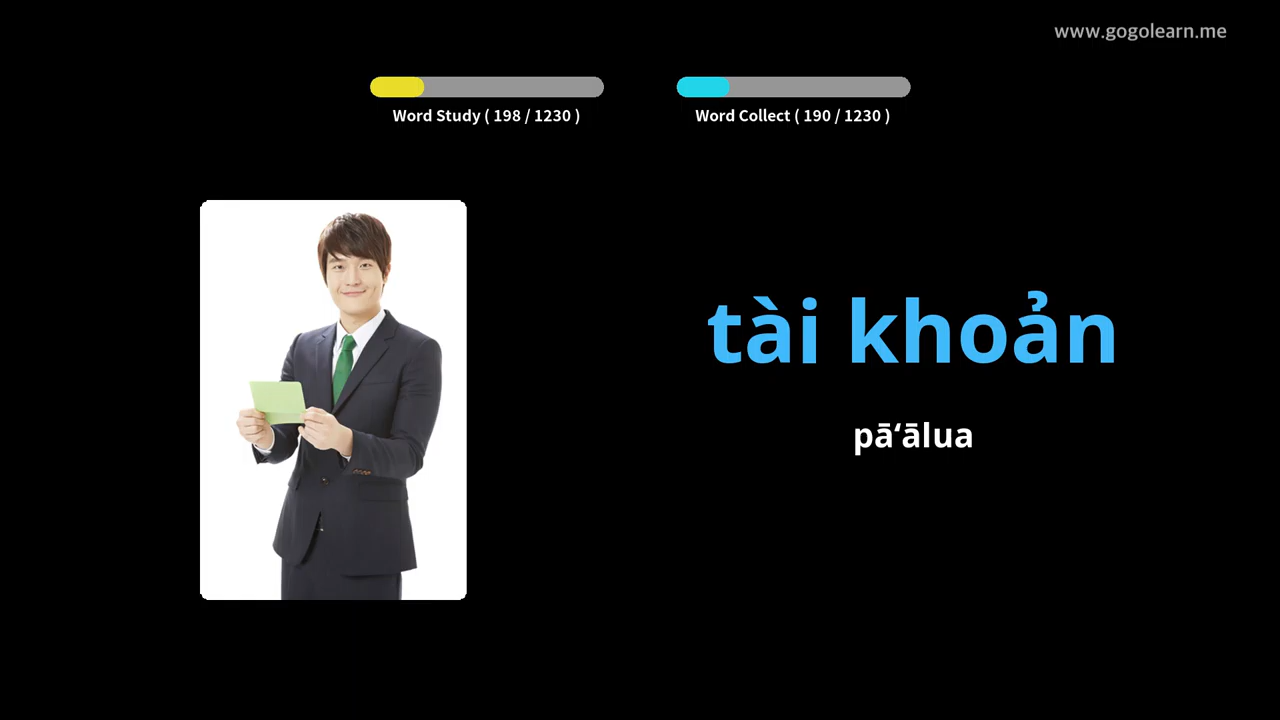 www.gogolearn.me
Word Study ( 198 / 1230 )
Word Collect ( 190 / 1230 )
tài khoản
pāʻālua